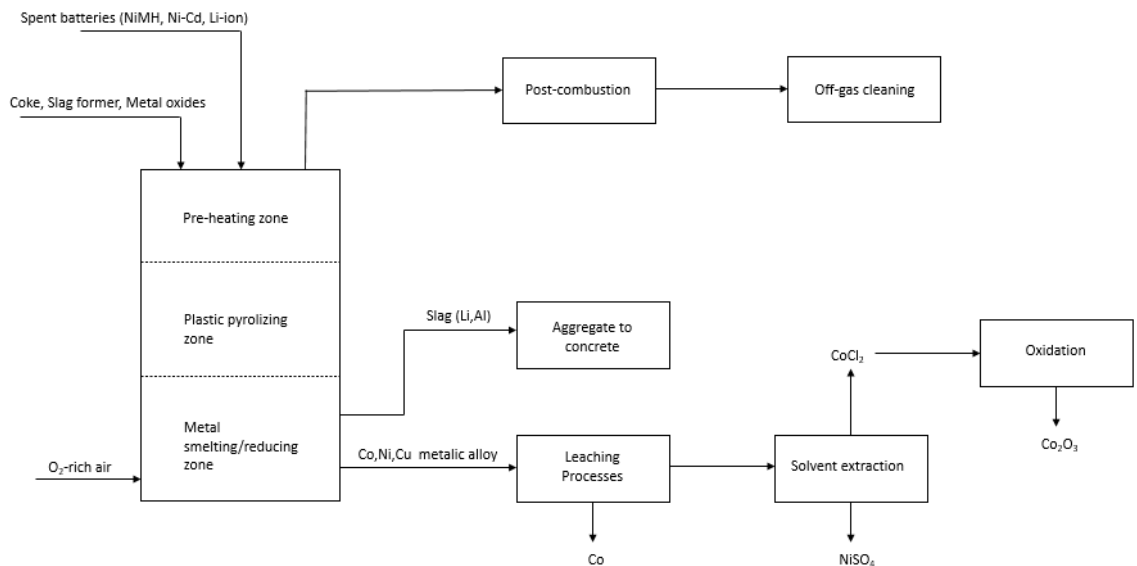 Spent batteries (NiMH, Ni-Cd, Li-ion)
Coke, Slag former, Metal oxides
Post-combustion
Off-gas cleaning
Pre-heating zone
Plastic pyrolizing
zone
Slag (Li,Al)
Aggregate to
concrete
CoCl₂
Oxidation
Metal
smelting/reducing
zone
O₂-rich air
Co,Ni,Cu metalic alloy
Leaching
Processes
Solvent extraction
Co₂O₃
Co
NiSO₄